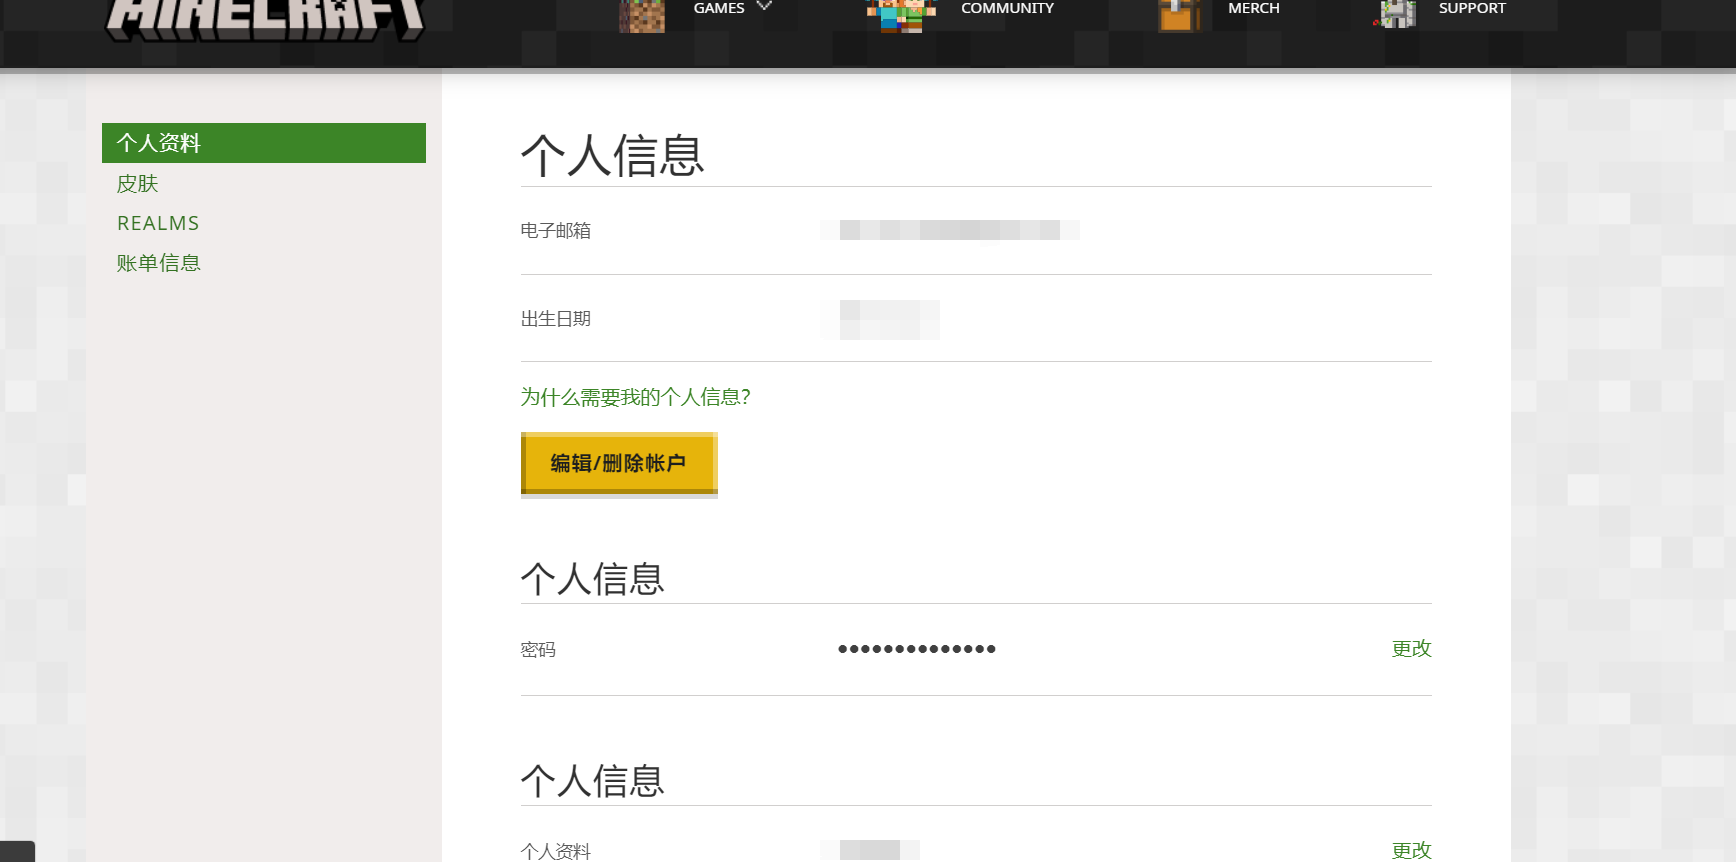 MINECRAFT
GAMES
COMMUNITY
MERCH
SUPPORT
个人资料
皮肤
REALMS
账单信息
个人信息
电子邮箱
出生日期
为什么需要我的个人信息?
编辑/删除帐户
个人信息
密码 ••••••••••••••
更改
个人信息
个人资料
更改